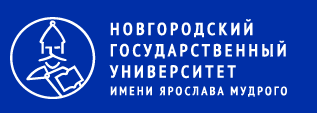 НОВГОРОДСКИЙ
ГОСУДАРСТВЕННЫЙ
УНИВЕРСИТЕТ
ИМЕНИ ЯРОСЛАВА МУДРОГО